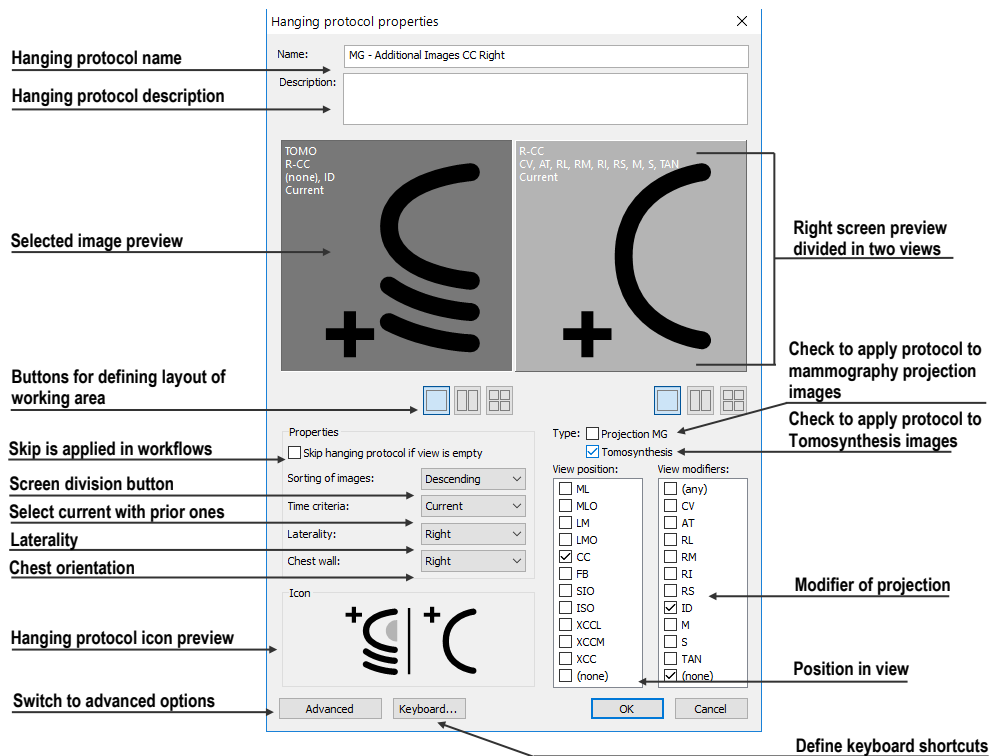 Hanging protocol properties
Name:
MG - Additional Images CC Right
Hanging protocol name
Description:
Hanging protocol description
TOMO
R-CC
(none), ID
Current
R-CC
CV, AT, RL, RM, RI, RS, M, S, TAN
Current
Selected image preview
Right screen preview
divided in two views
Check to apply protocol to
mammography projection
images
Buttons for defining layout of
working area
Check to apply protocol to
Tomosynthesis images
Properties
Skip hanging protocol if view is empty
Skip is applied in workflows
Sorting of images:
Descending
Screen division button
Time criteria:
Current
Select current with prior ones
Laterality:
Right
Laterality
Chest wall:
Right
Chest orientation
Type:
Projection MG
Tomosynthesis
View position:
ML
MLO
LM
LMO
CC
FB
SIO
ISO
XCCL
XCCM
XCC
(none)
View modifiers:
(any)
CV
AT
RL
RM
RI
RS
ID
M
S
TAN
(none)
Modifier of projection
Position in view
Icon
Hanging protocol icon preview
Switch to advanced options
Advanced
Keyboard...
OK
Cancel
Define keyboard shortcuts